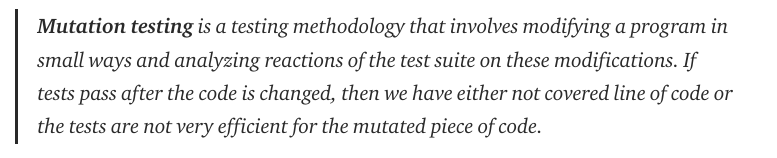 Mutation testing is a testing methodology that involves modifying a program in
small ways and analyzing reactions of the test suite on these modifications. If
tests pass after the code is changed, then we have either not covered line of code or
the tests are not very efficient for the mutated piece of code.